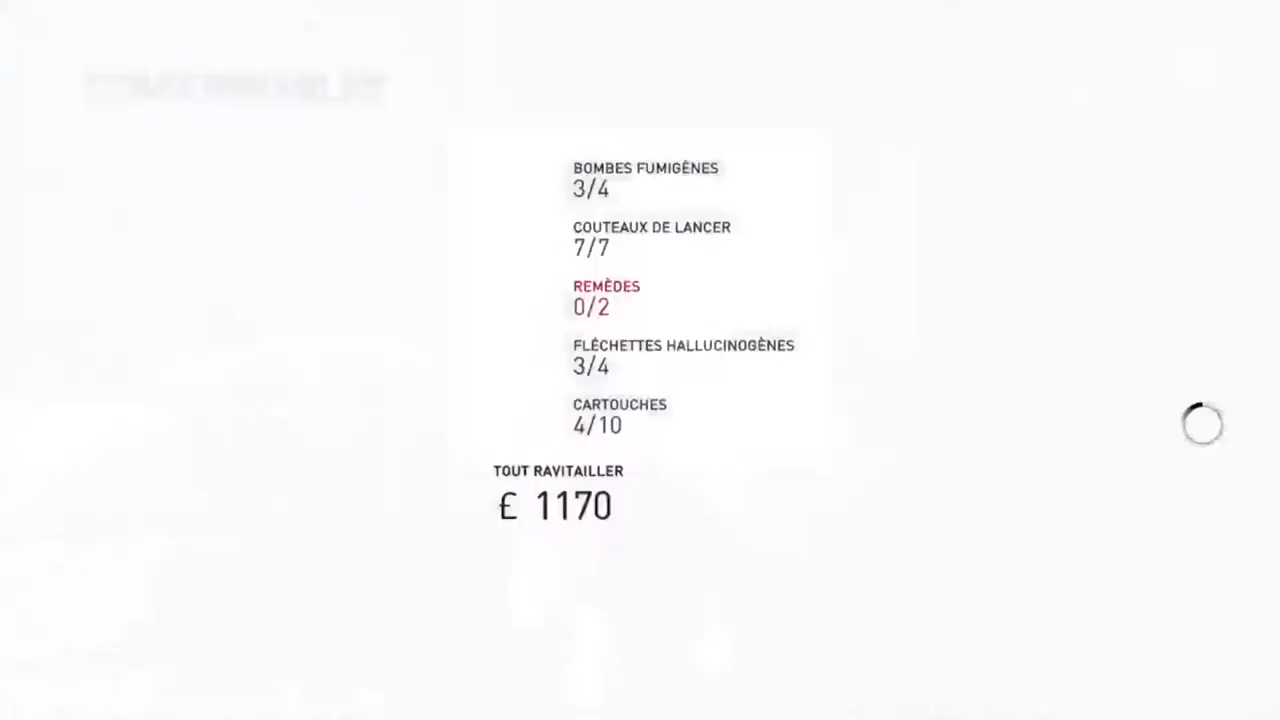 BOMBES FUMIGÈNES
3/4
COUTEAUX DE LANCER
7/7
REMÈDES
0/2
FLÉCHETTES HALLUCINOGÈNES
3/4
CARTOUCHES
4/10
TOUT RAVITAILLER
£ 1170